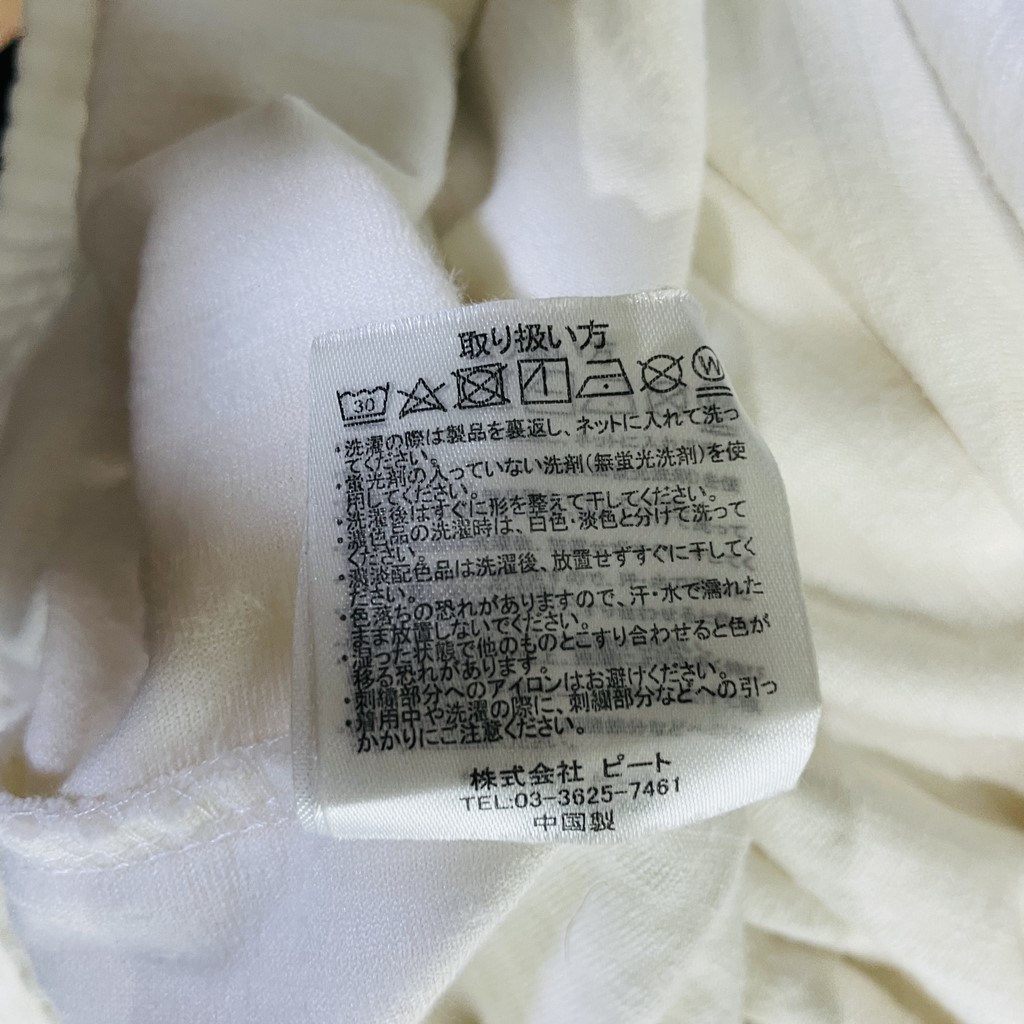 取り扱い方
30 W
・洗濯の際は製品を裏返し、ネットに入れて洗っ
てください。
・蛍光剤の入っていない洗剤(無蛍光洗剤)を使
用してください。
・洗濯後はすぐに形を整えて干してください。
・濃色品の洗濯時は、白色・淡色と分けて洗って
ください。
・濃淡配色品は洗濯後、放置せずすぐに干してく
ださい。
・色落ちの恐れがありますので、汗・水で濡れた
まま放置しないでください。
・湿った状態で他のものとこすり合わせると色が
移る恐れがあります。
・刺繍部分へのアイロンはお避けください。
・着用中や洗濯の際に、刺繍部分などへの引っ
かかりにご注意ください。
株式会社 ピート
TEL:03-3625-7461
中国製